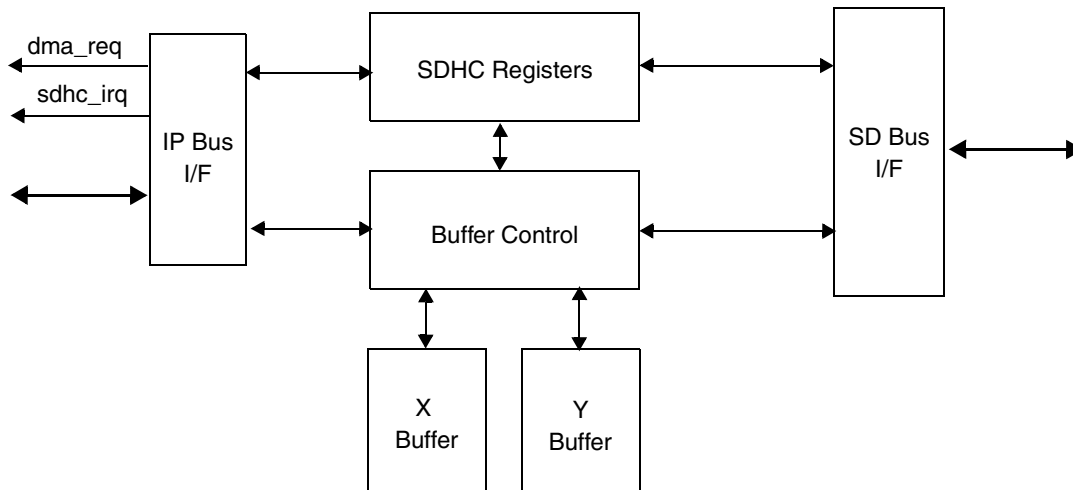 dma_req
sdhc_irq
IP Bus
I/F
SDHC Registers
Buffer Control
SD Bus
I/F
X
Buffer
Y
Buffer